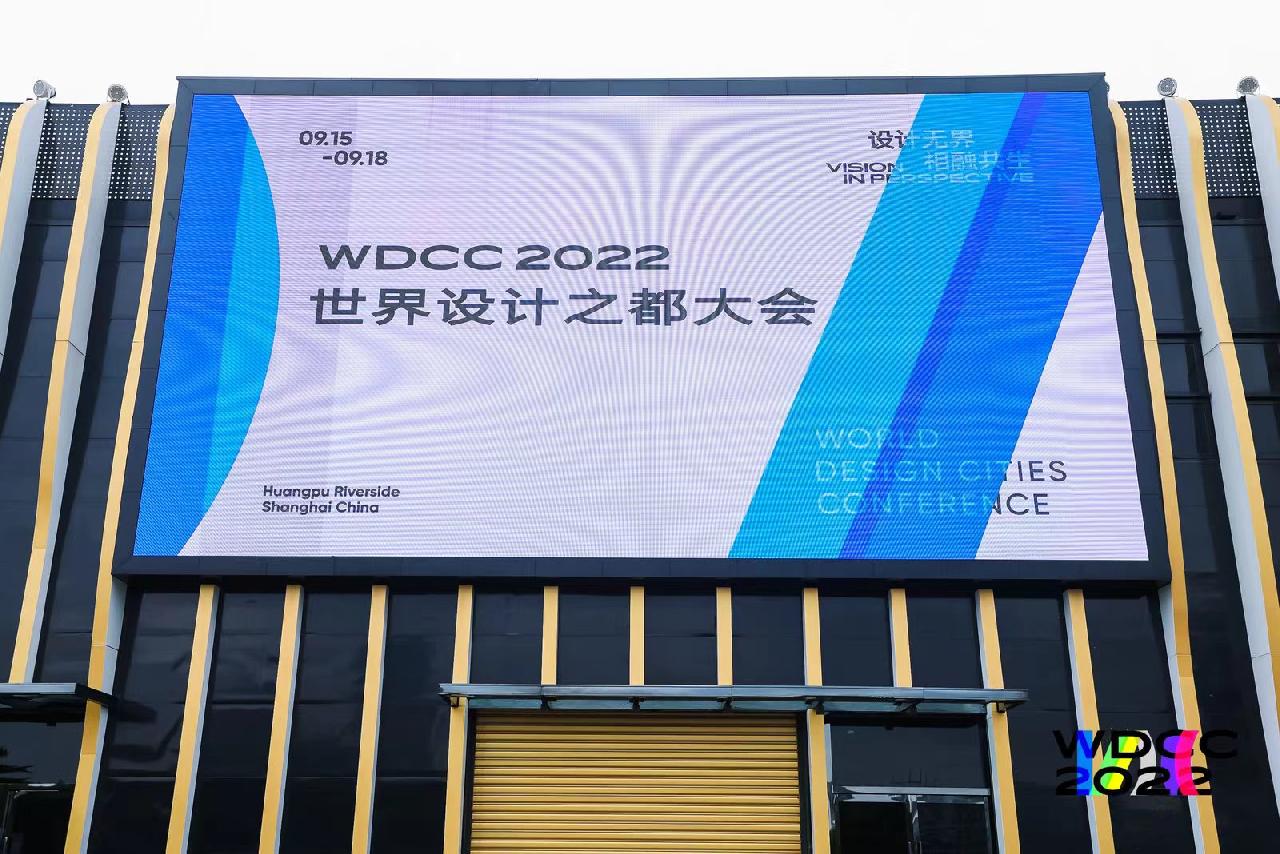 09.15
-09.18
设计无界
相融共生
VISION
IN PERSPECTIVE
WDCC 2022
世界设计之都大会
Huangpu Riverside
Shanghai China
WORLD
DESIGN CITIES
CONFERENCE
WDCC
2022